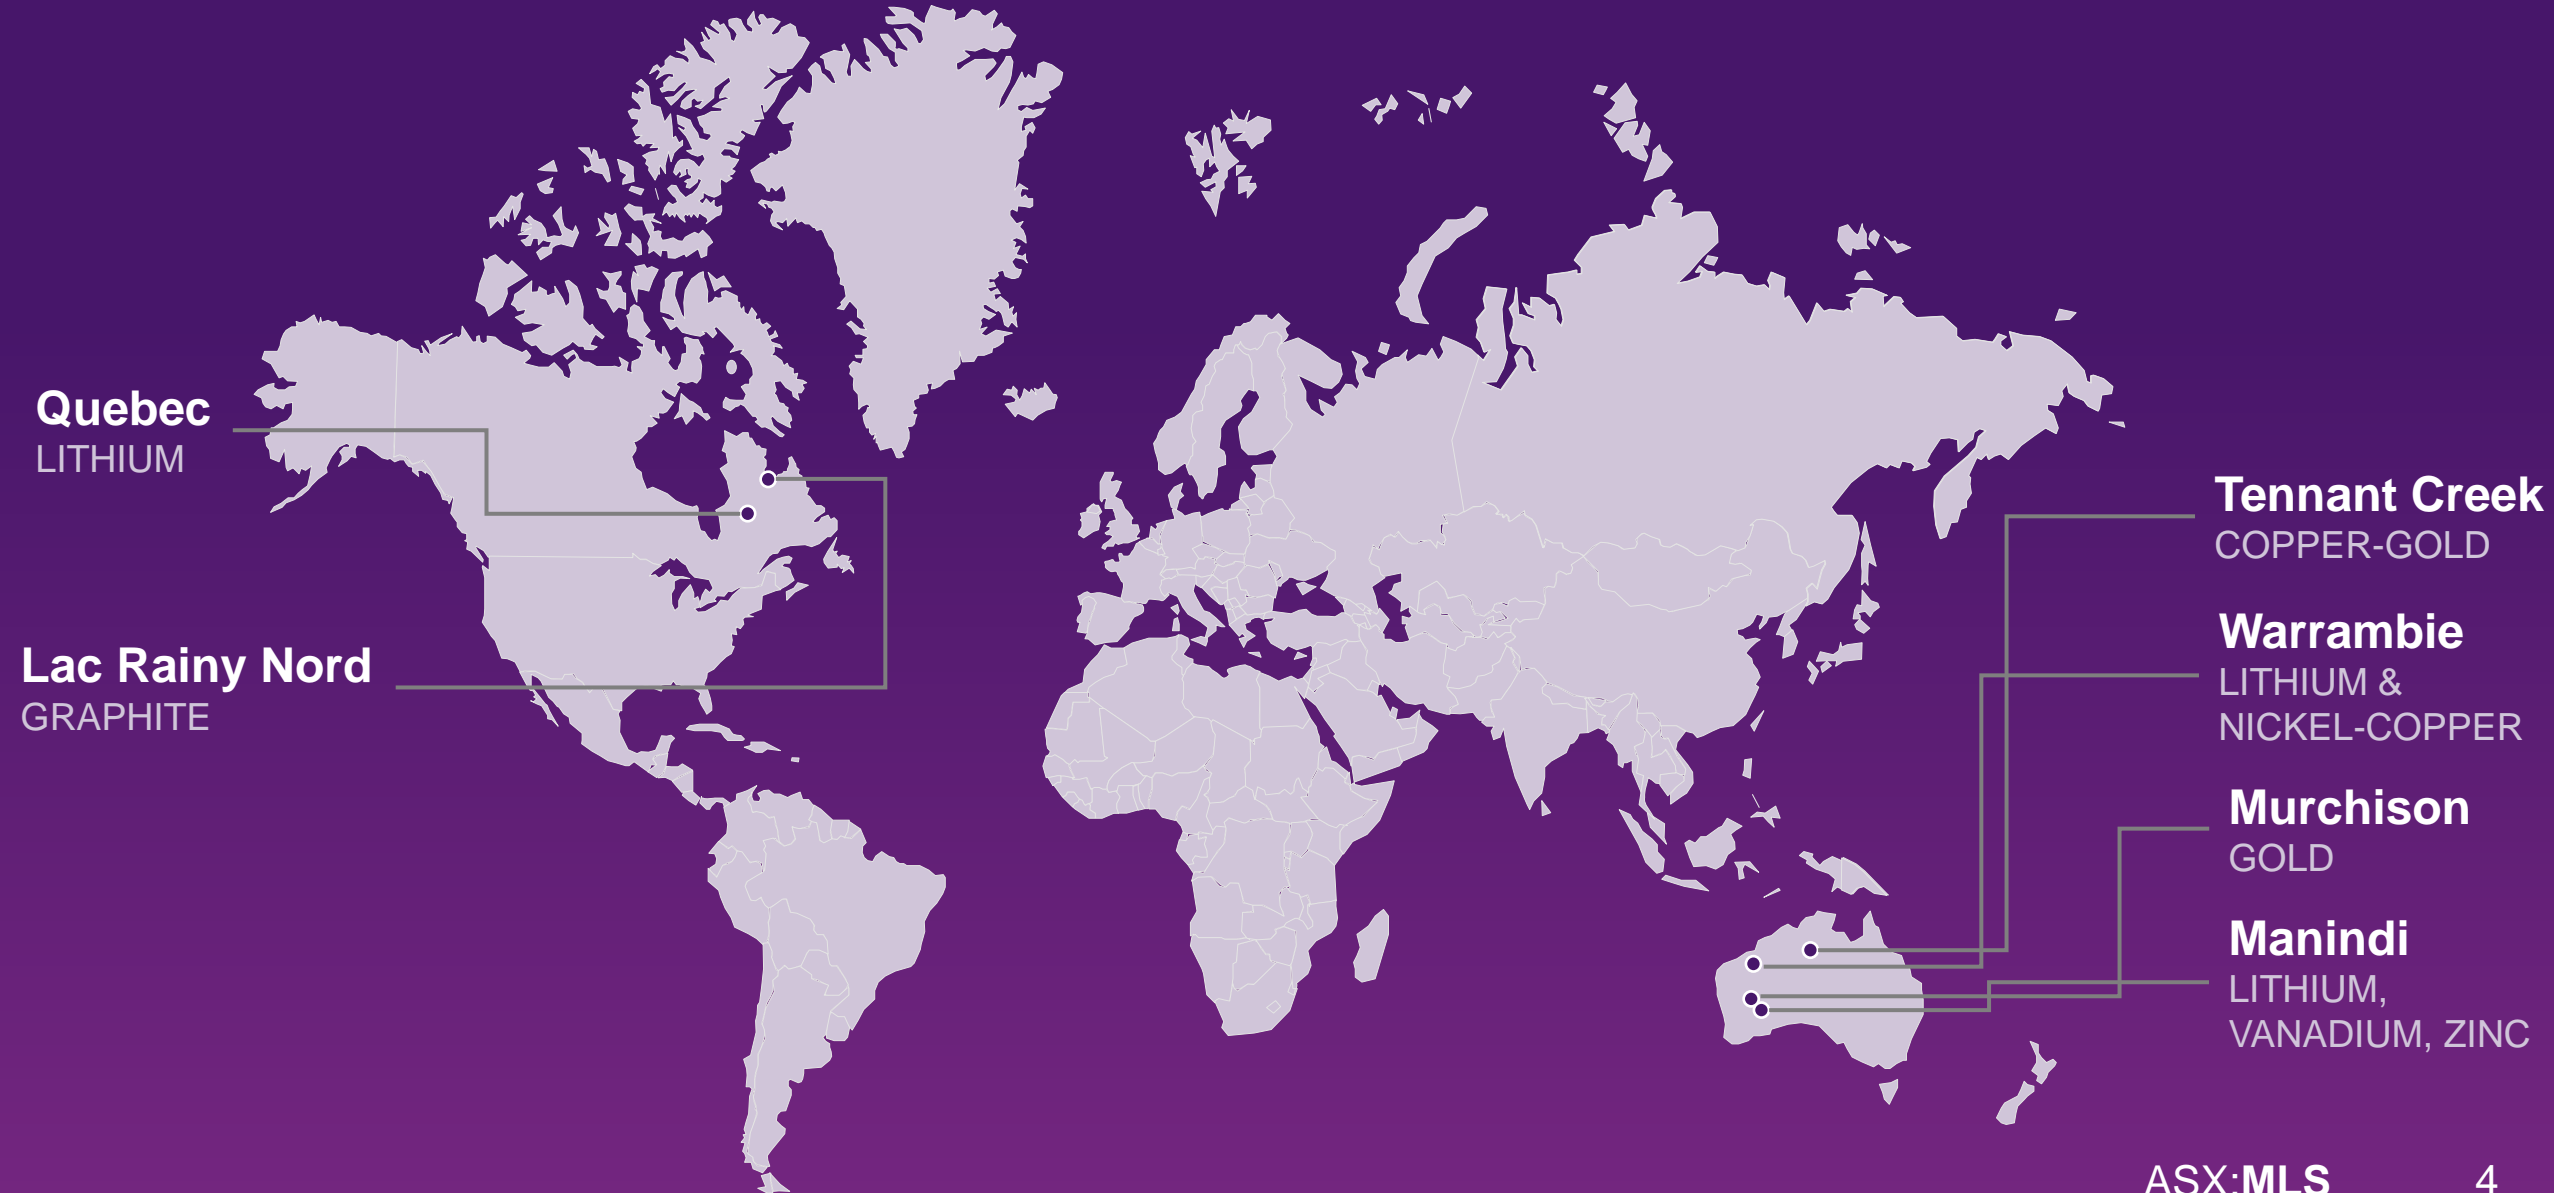 Quebec
LITHIUM
Lac Rainy Nord
GRAPHITE
Tennant Creek
COPPER-GOLD
Warrambie
LITHIUM &
NICKEL-COPPER
Murchison
GOLD
Manindi
LITHIUM,
VANADIUM, ZINC
ASX:MLS 4